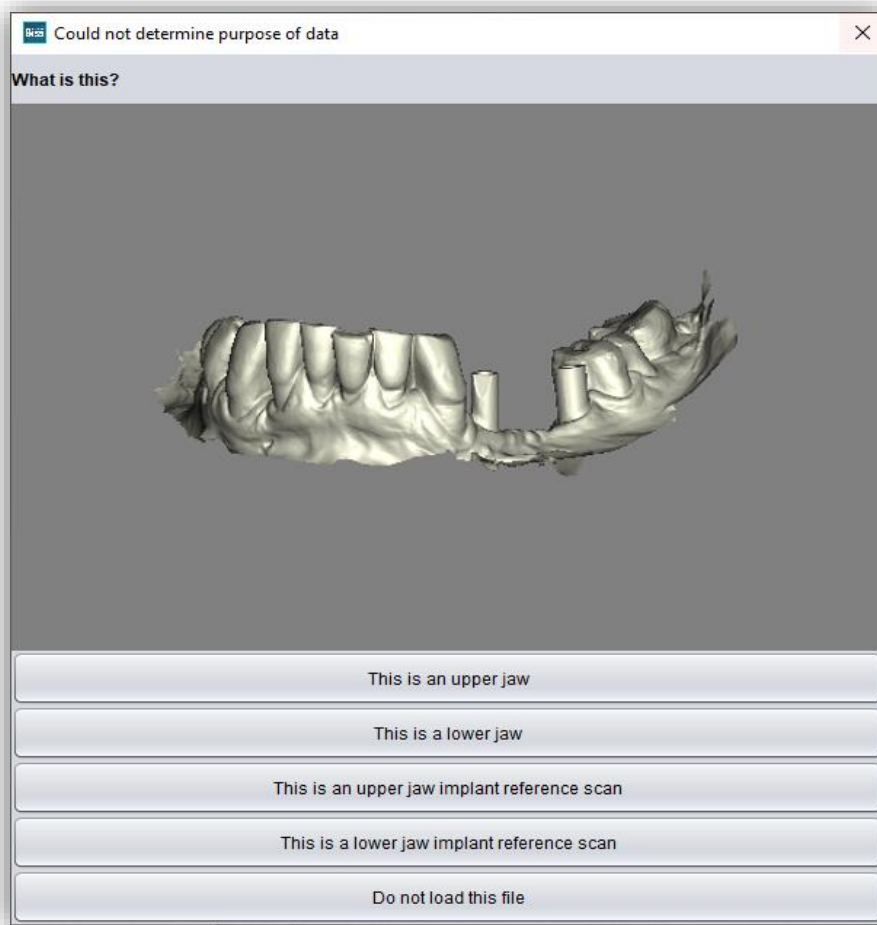 Could not determine purpose of data
What is this?
This is an upper jaw
This is a lower jaw
This is an upper jaw implant reference scan
This is a lower jaw implant reference scan
Do not load this file